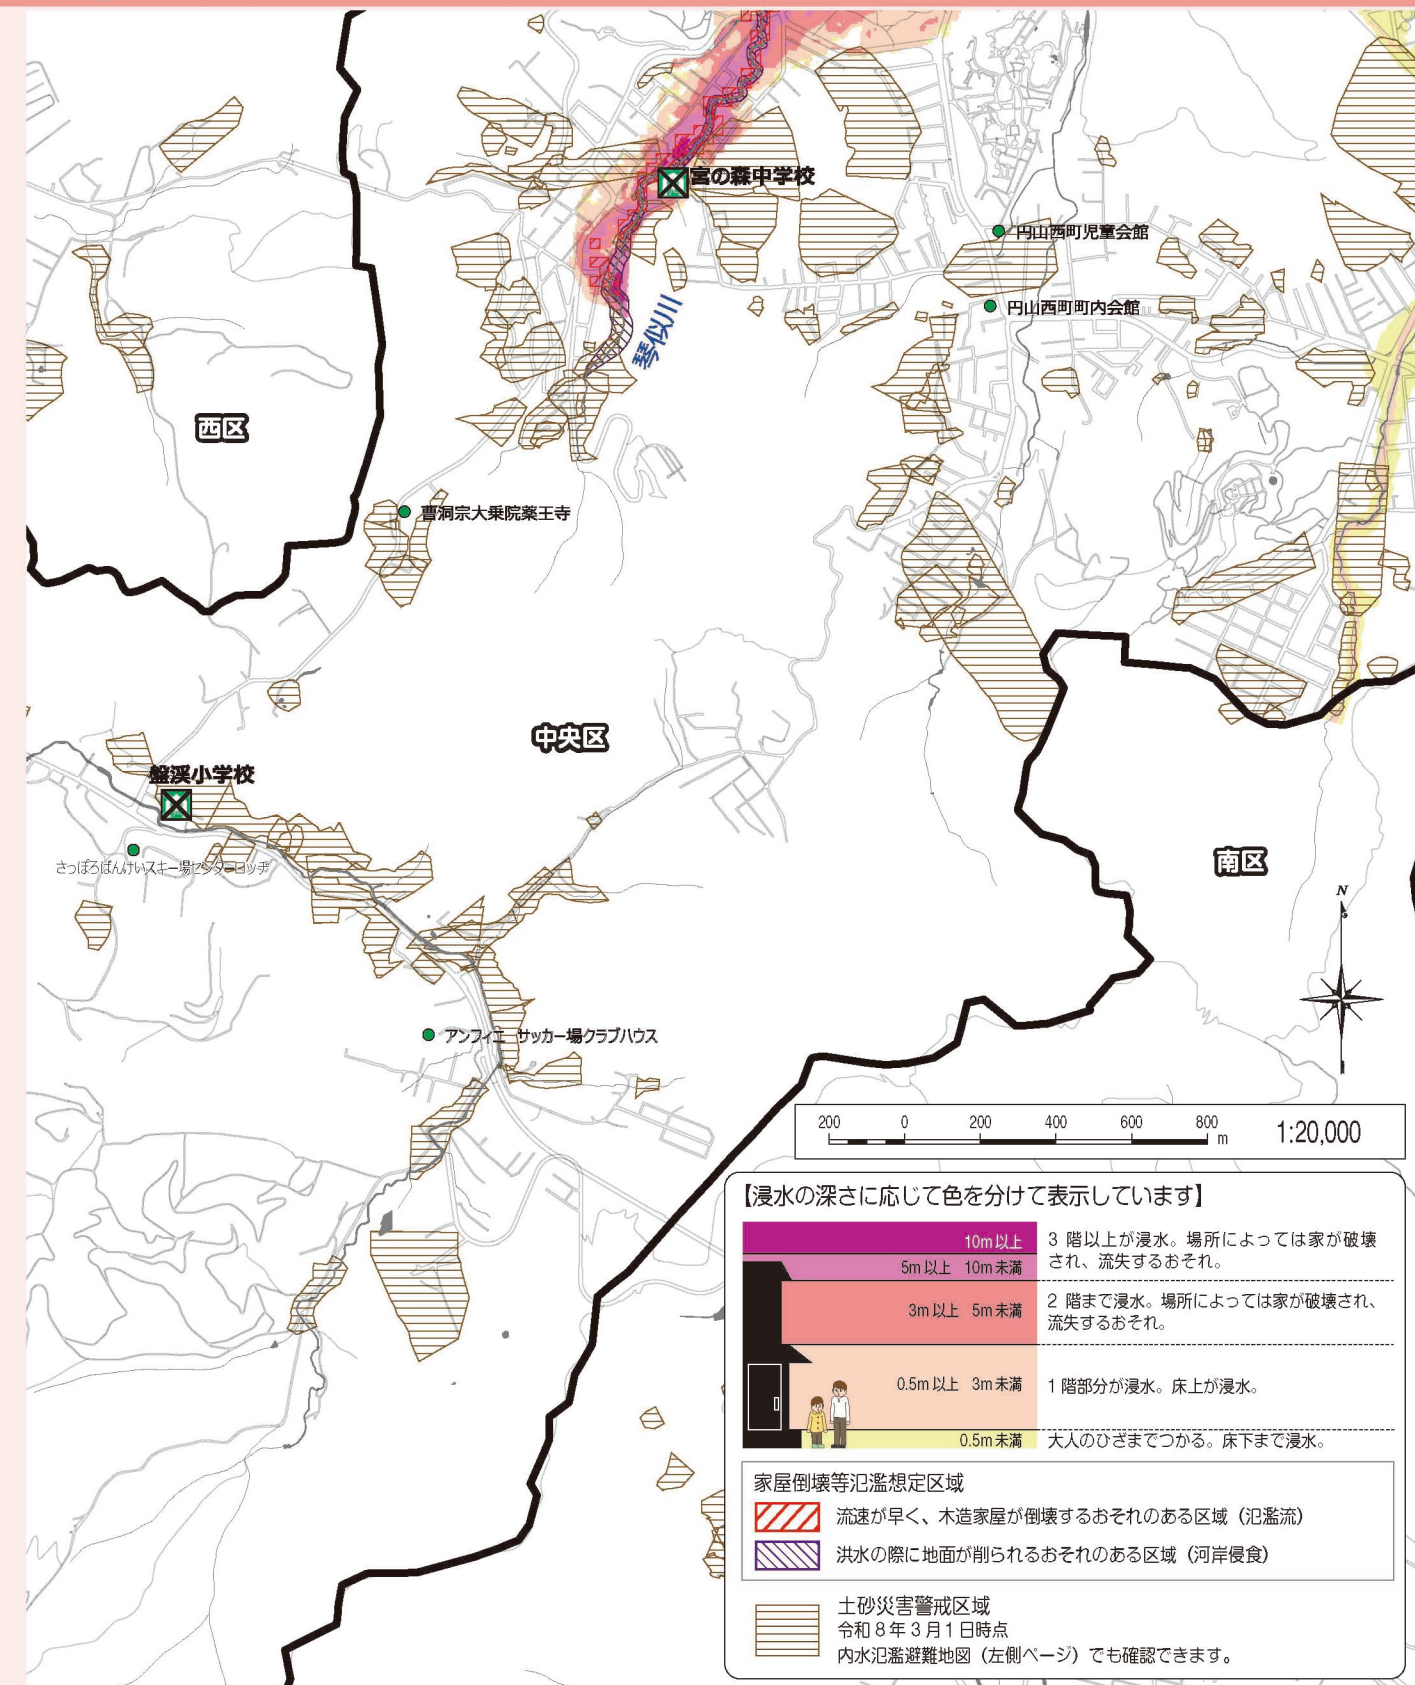 宮の森中学校
円山西町児童会館
円山西町町内会館
琴似川
西区
曹洞宗大乗院薬王寺
中央区
盤渓小学校
さっぽろばんけいスキー場センターロッヂ
南区
N
アンフィニ サッカー場クラブハウス
200 0 200 400 600 800 m 1:20,000
【浸水の深さに応じて色を分けて表示しています】
10m以上
5m以上 10m未満
3階以上が浸水。場所によっては家が破壊
され、流失するおそれ。
3m以上 5m未満
2階まで浸水。場所によっては家が破壊され、
流失するおそれ。
0.5m以上 3m未満
1階部分が浸水。床上が浸水。
0.5m未満
大人のひざまでつかる。床下まで浸水。
家屋倒壊等氾濫想定区域
流速が早く、木造家屋が倒壊するおそれのある区域（氾濫流）
洪水の際に地面が削られるおそれのある区域（河岸侵食）
土砂災害警戒区域
令和8年3月1日時点
内水氾濫避難地図（左側ページ）でも確認できます。